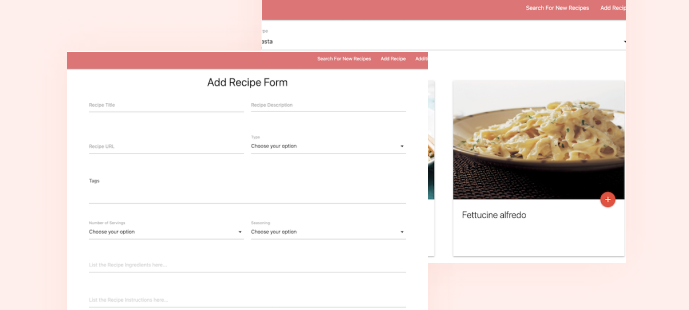 Search For New Recipes Add Recip
asta
Search For New Recipes Add Recipe
Add Recipe Form
Recipe Title Recipe Description
Type
Recipe URL Choose your option
Tags
Number of Servings
Choose your option Choose your option
List the Recipe Ingredients here...
List the Recipe Instructions here...
Fettucine alfredo
+